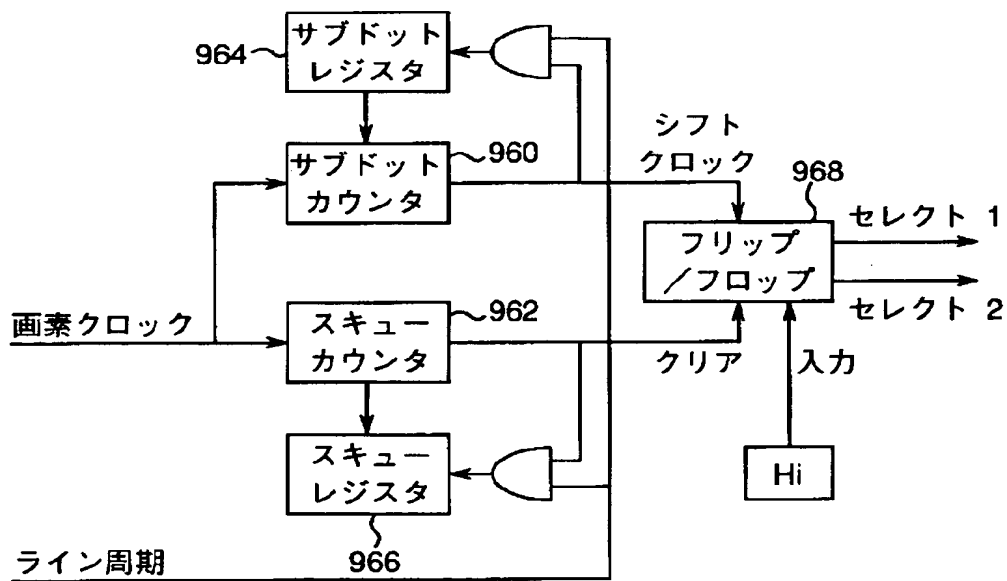 サブドット
レジスタ
964
サブドット
カウンタ
960
シフト
クロック
968
フリップ
/フロップ
セレクト 1
セレクト 2
画素クロック
スキュー
カウンタ
962
クリア
入力
スキュー
レジスタ
966
Hi
ライン周期